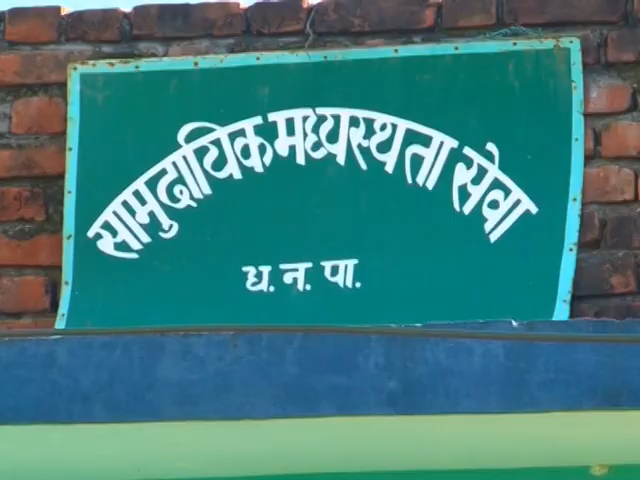 सामुदायिक मध्यस्थता सेवा
ध. न. पा.